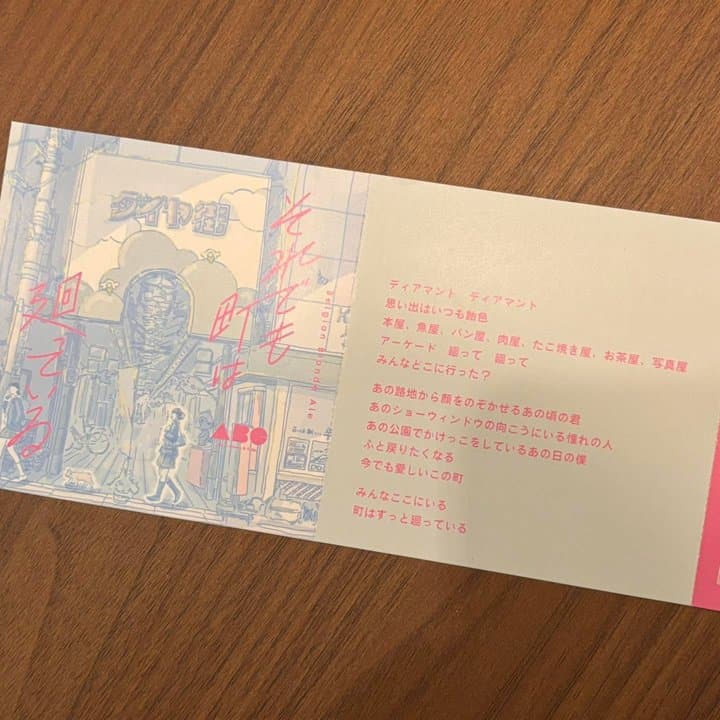 ダイヤ街
それでも
町は
廻っている
Belgian Blonde Ale
ABC
ディアマント ディアマント
思い出はいつも飴色
本屋、魚屋、パン屋、肉屋、たこ焼き屋、お茶屋、写真屋
アーケード 廻って 廻って
みんなどこに行った？
あの路地から顔をのぞかせるあの頃の君
あのショーウィンドウの向こうにいる憧れの人
あの公園でかけっこをしているあの日の僕
ふと戻りたくなる
今でも愛しいこの町
みんなここにいる
町はずっと廻っている